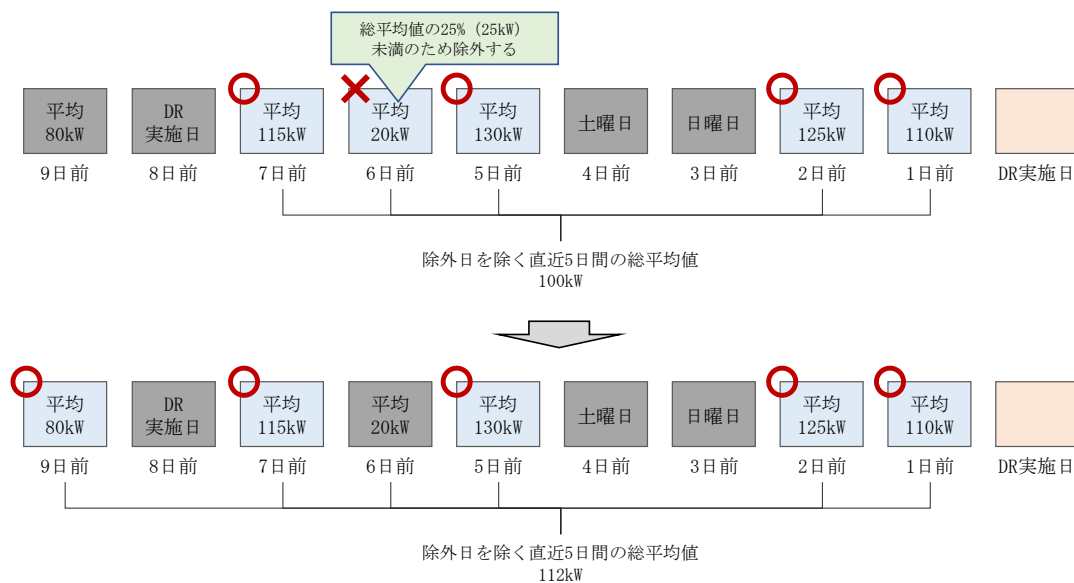 総平均値の25%（25kW）
未満のため除外する
平均
80kW
DR
実施日
平均
115kW
平均
20kW
平均
130kW
土曜日
日曜日
平均
125kW
平均
110kW
9日前
8日前
7日前
6日前
5日前
4日前
3日前
2日前
1日前
DR実施日
除外日を除く直近5日間の総平均値
100kW
平均
80kW
DR
実施日
平均
115kW
平均
20kW
平均
130kW
土曜日
日曜日
平均
125kW
平均
110kW
9日前
8日前
7日前
6日前
5日前
4日前
3日前
2日前
1日前
DR実施日
除外日を除く直近5日間の総平均値
112kW